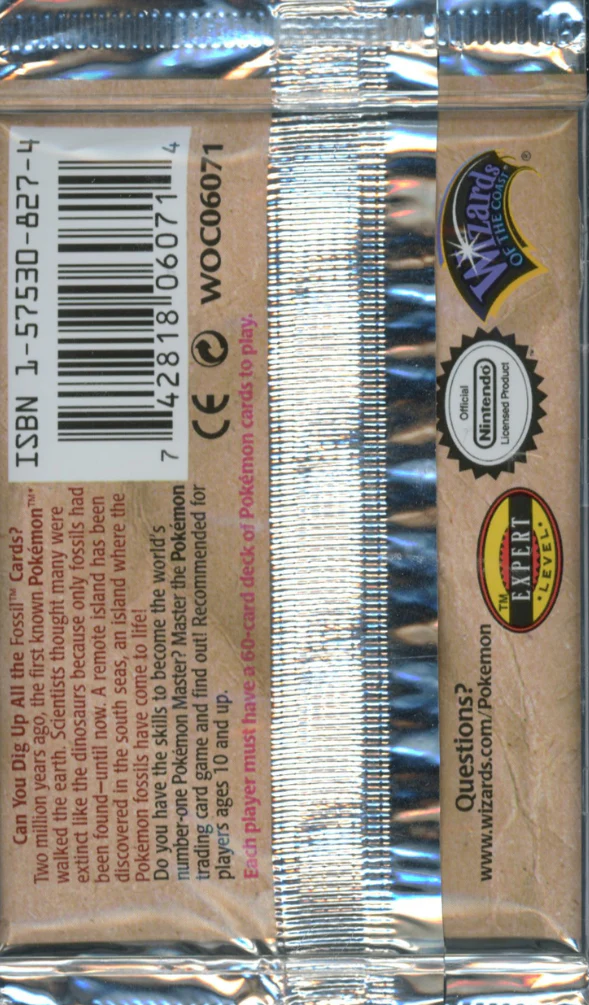 Can You Dig Up All the Fossil™ Cards?
Two million years ago, the first known Pokémon™
walked the earth. Scientists thought many were
extinct like the dinosaurs because only fossils had
been found—until now. A remote island has been
discovered in the south seas, an island where the
Pokémon fossils have come to life!
Do you have the skills to become the world's
number-one Pokémon Master? Master the Pokémon
trading card game and find out! Recommended for
players ages 10 and up.
Each player must have a 60-card deck of Pokémon cards to play.
ISBN 1-57530-827-4
7 42818 06071 4
CE WOC06071
Questions?
www.wizards.com/Pokemon
TM
EXPERT
•LEVEL•
Official
Nintendo®
Licensed Product
™
Wizards
OF THE COAST®
®